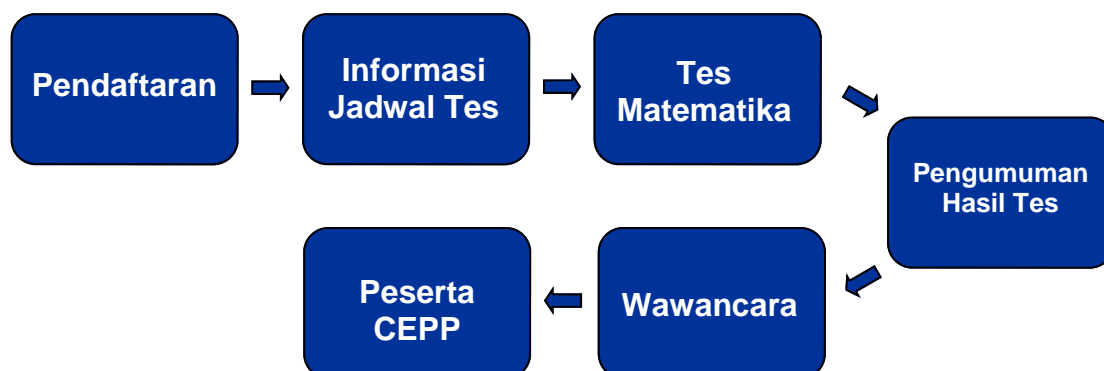 Pendaftaran
Informasi
Jadwal Tes
Tes
Matematika
Pengumuman
Hasil Tes
Wawancara
Peserta
CEPP